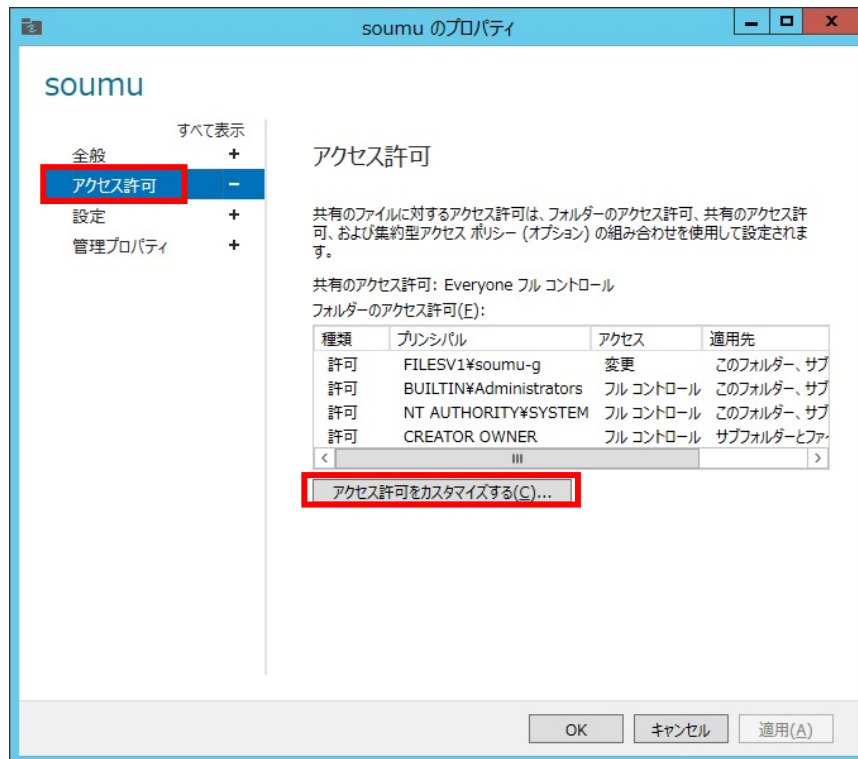 soumu のプロパティ
soumu
すべて表示
全般 +
アクセス許可 −
設定 +
管理プロパティ +
アクセス許可
共有のファイルに対するアクセス許可は、フォルダーのアクセス許可、共有のアクセス許
可、および集約型アクセス ポリシー (オプション) の組み合わせを使用して設定されま
す。
共有のアクセス許可: Everyone フル コントロール
フォルダーのアクセス許可(F):
種類 プリンシパル アクセス 適用先
許可 FILESV1¥soumu-g 変更 このフォルダー、サブ
許可 BUILTIN¥Administrators フル コントロール このフォルダー、サブ
許可 NT AUTHORITY¥SYSTEM フル コントロール このフォルダー、サブ
許可 CREATOR OWNER フル コントロール サブフォルダーとファ
アクセス許可をカスタマイズする(C)...
OK キャンセル 適用(A)